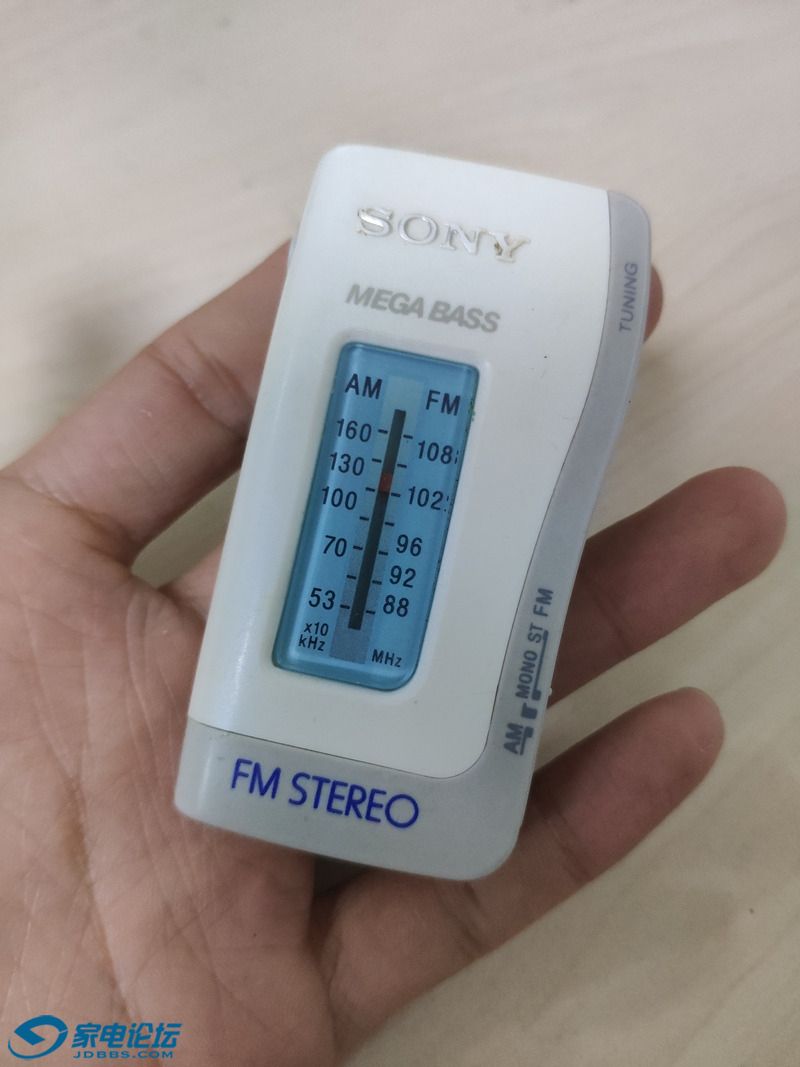 SONY
MEGA BASS
TUNING
AM FM
160 108
130
100 102
70 96
92
53 88
x10
kHz MHz
AM MONO ST FM
FM STEREO
家电论坛
JDBBS.COM